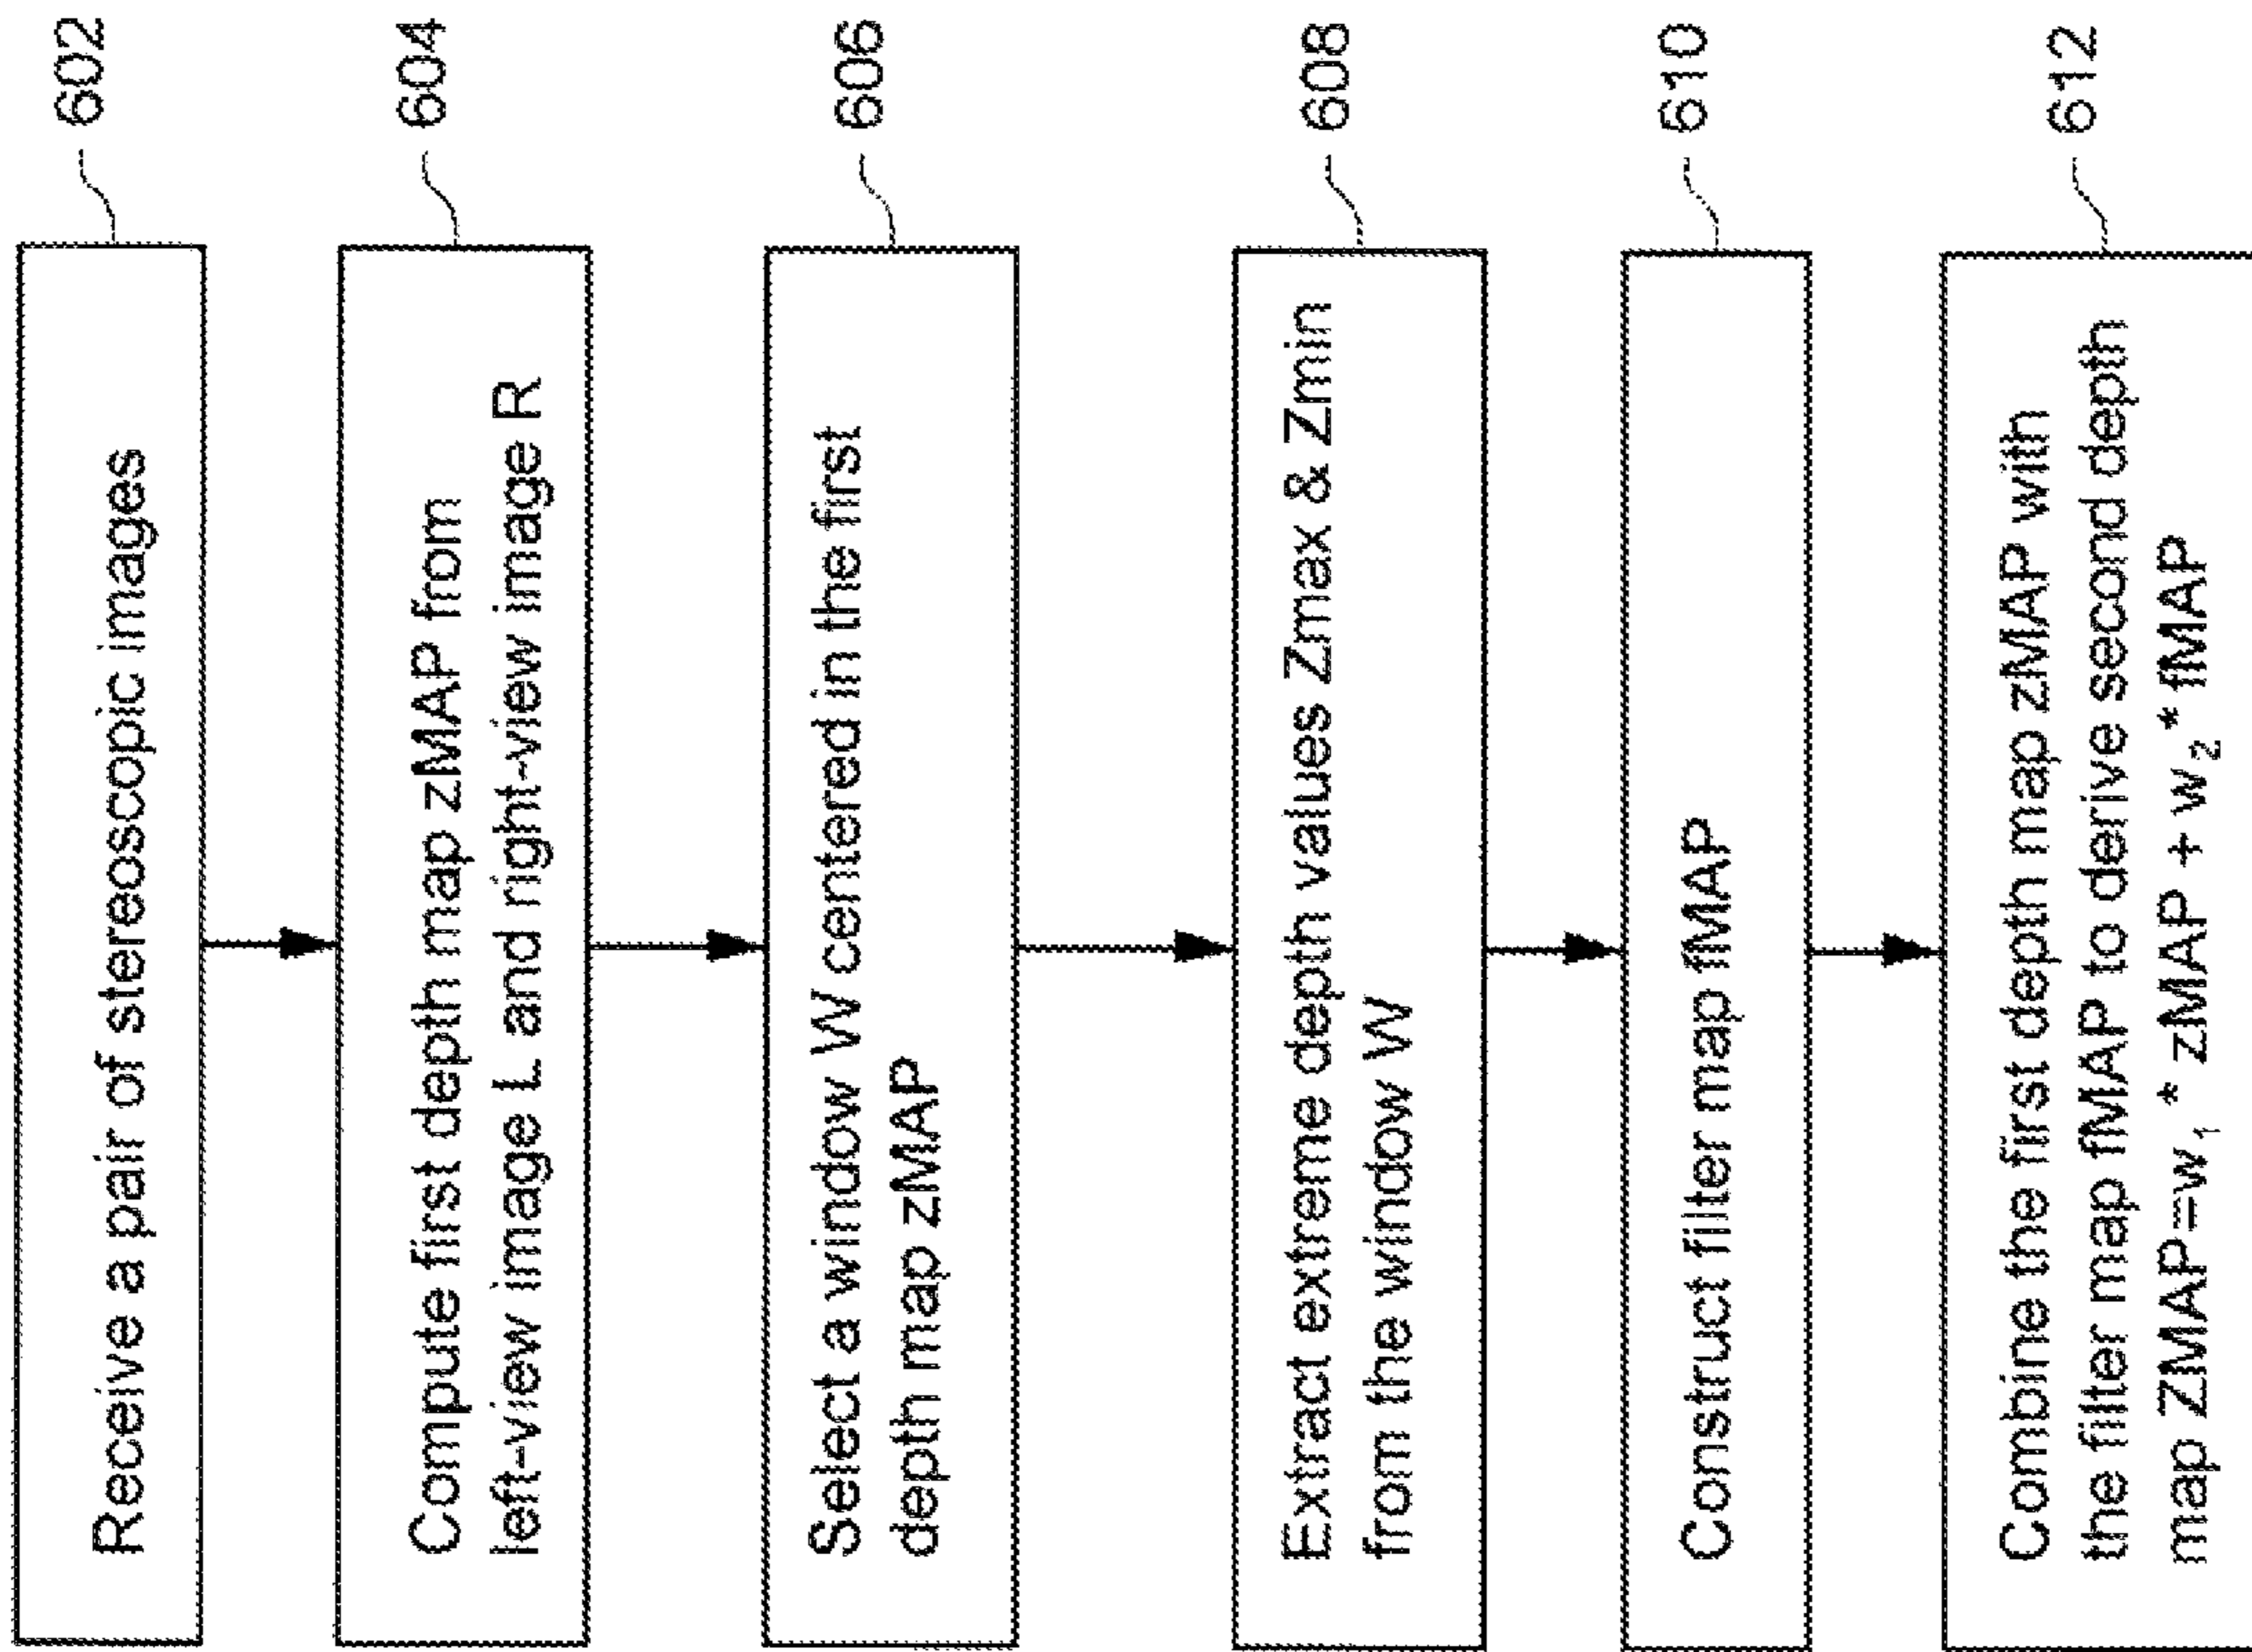 Receive a pair of stereoscopic images
602
Compute first depth map zMAP from
left-view image L and right-view image R
604
Select a window W centered in the first
depth map zMAP
606
Extract extreme depth values Zmax & Zmin
from the window W
608
Construct filter map fMAP
610
Combine the first depth map zMAP with
the filter map fMAP to derive second depth
map ZMAP=w₁ * zMAP + w₂ * fMAP
612